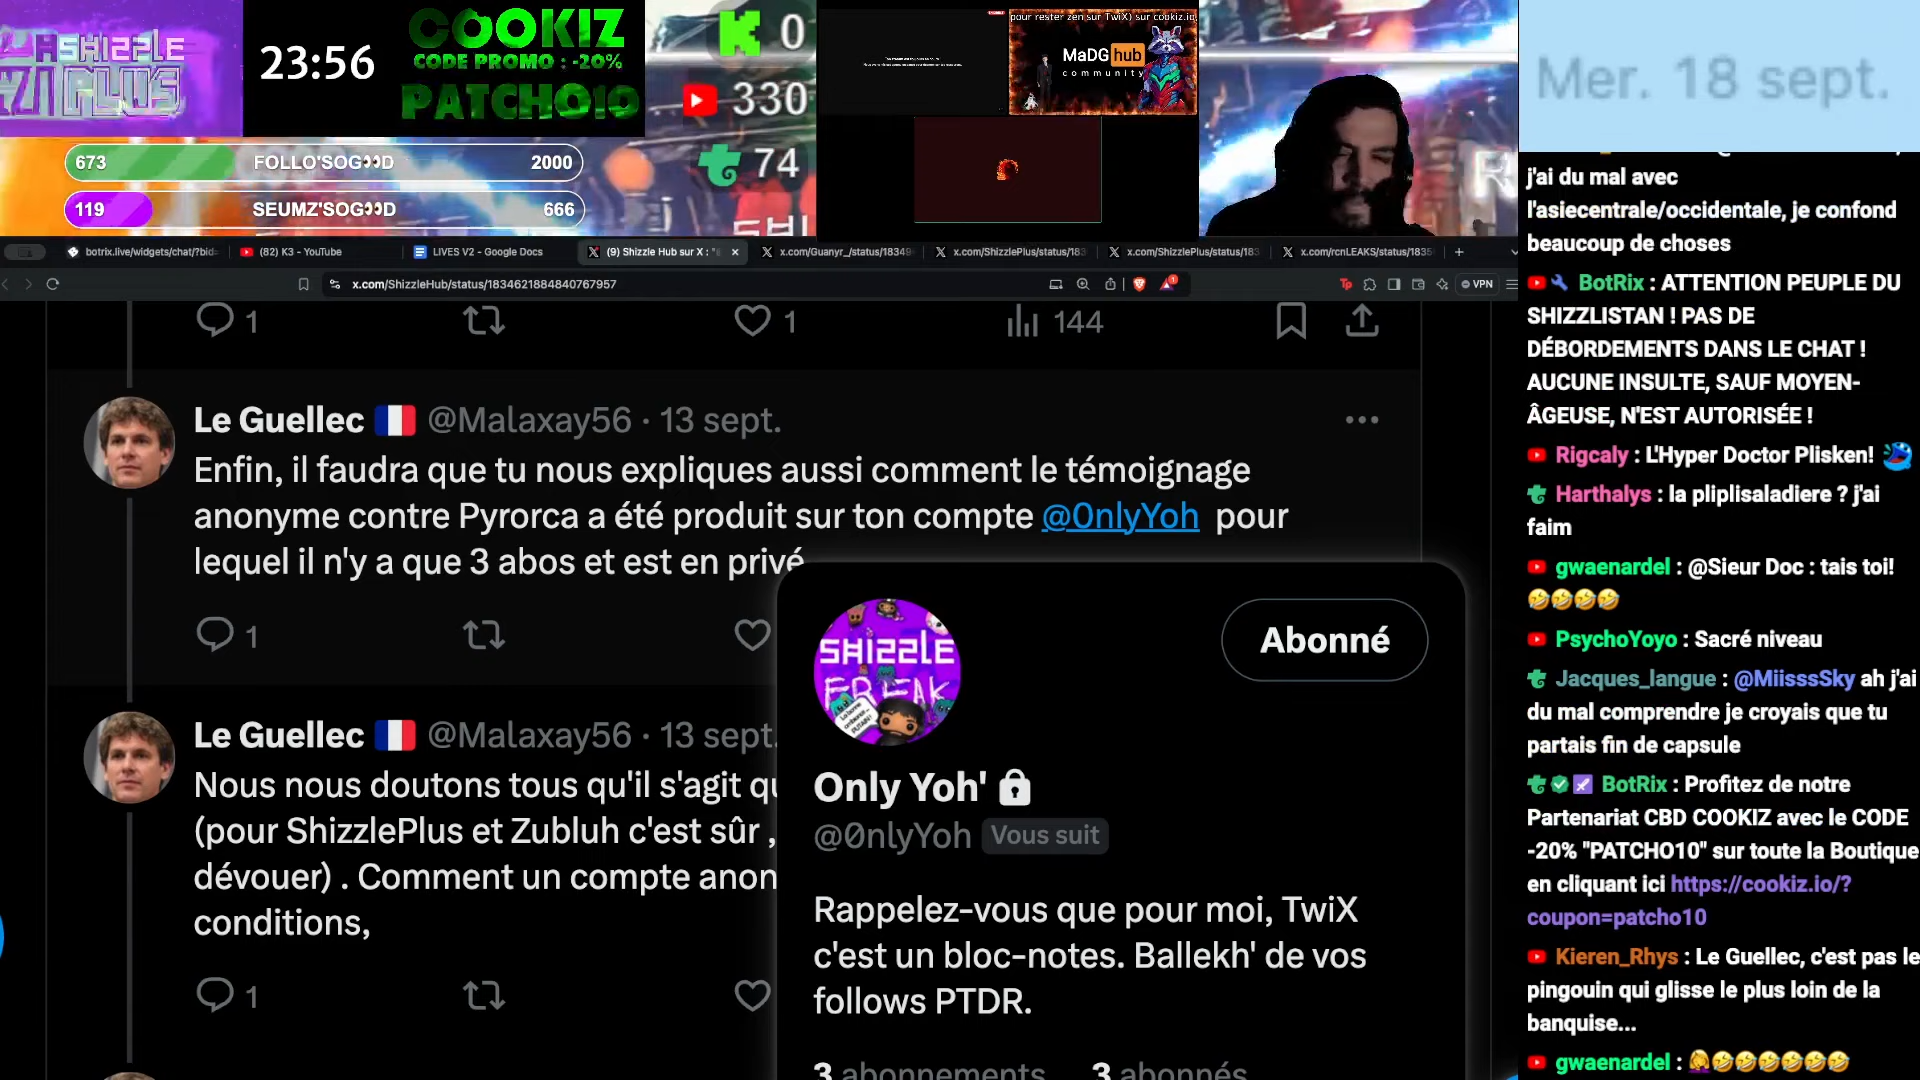 SHIZZLE
PLUS
23:56
COOKIZ
CODE PROMO : -20%
PATCHO10
0
330
74
673 FOLLO'SOG👀D 2000
119 SEUMZ'SOG👀D 666
pour rester zen sur TwiX) sur cookiz.io
MaDG hub
community
Mer. 18 sept.
botrix.live/widgets/chat/?bid=
(82) K3 - YouTube
LIVES V2 - Google Docs
(9) Shizzle Hub sur X : "
x.com/Guanyr_/status/18349
x.com/ShizzlePlus/status/183
x.com/ShizzlePlus/status/183
x.com/rcnLEAKS/status/1835
x.com/ShizzleHub/status/1834621884840767957
VPN
1 1 144
Le Guellec 🇫🇷 @Malaxay56 · 13 sept.
Enfin, il faudra que tu nous expliques aussi comment le témoignage
anonyme contre Pyrorca a été produit sur ton compte @0nlyYoh pour
lequel il n'y a que 3 abos et est en privé
1
Le Guellec 🇫🇷 @Malaxay56 · 13 sept.
Nous nous doutons tous qu'il s'agit qu
(pour ShizzlePlus et Zubluh c'est sûr ,
dévouer) . Comment un compte anon
conditions,
1
SHIZZLE
FREAK
Abonné
Only Yoh' 🔒
@0nlyYoh Vous suit
Rappelez-vous que pour moi, TwiX
c'est un bloc-notes. Ballekh' de vos
follows PTDR.
3 abonnements 3 abonnés
j'ai du mal avec
l'asiecentrale/occidentale, je confond
beaucoup de choses
BotRix : ATTENTION PEUPLE DU
SHIZZLISTAN ! PAS DE
DÉBORDEMENTS DANS LE CHAT !
AUCUNE INSULTE, SAUF MOYEN-
ÂGEUSE, N'EST AUTORISÉE !
Rigcaly : L'Hyper Doctor Plisken!
Harthalys : la pliplisaladiere ? j'ai
faim
gwaenardel : @Sieur Doc : tais toi!
🤣🤣🤣🤣
PsychoYoyo : Sacré niveau
Jacques_langue : @MiisssSky ah j'ai
du mal comprendre je croyais que tu
partais fin de capsule
BotRix : Profitez de notre
Partenariat CBD COOKIZ avec le CODE
-20% "PATCHO10" sur toute la Boutique
en cliquant ici https://cookiz.io/?
coupon=patcho10
Kieren_Rhys : Le Guellec, c'est pas le
pingouin qui glisse le plus loin de la
banquise...
gwaenardel : 🤦‍♀️🤣🤣🤣🤣🤣🤣